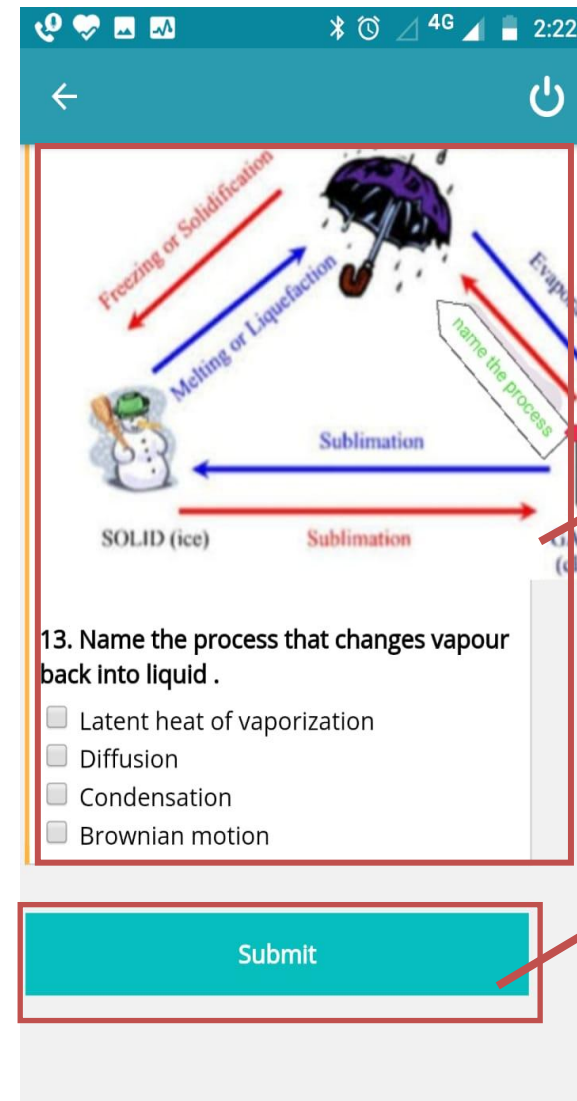 4G 2:22
Freezing or Solidification
Melting or Liquefaction
name the process
Sublimation
SOLID (ice)
Sublimation
13. Name the process that changes vapour
back into liquid .
Latent heat of vaporization
Diffusion
Condensation
Brownian motion
Submit